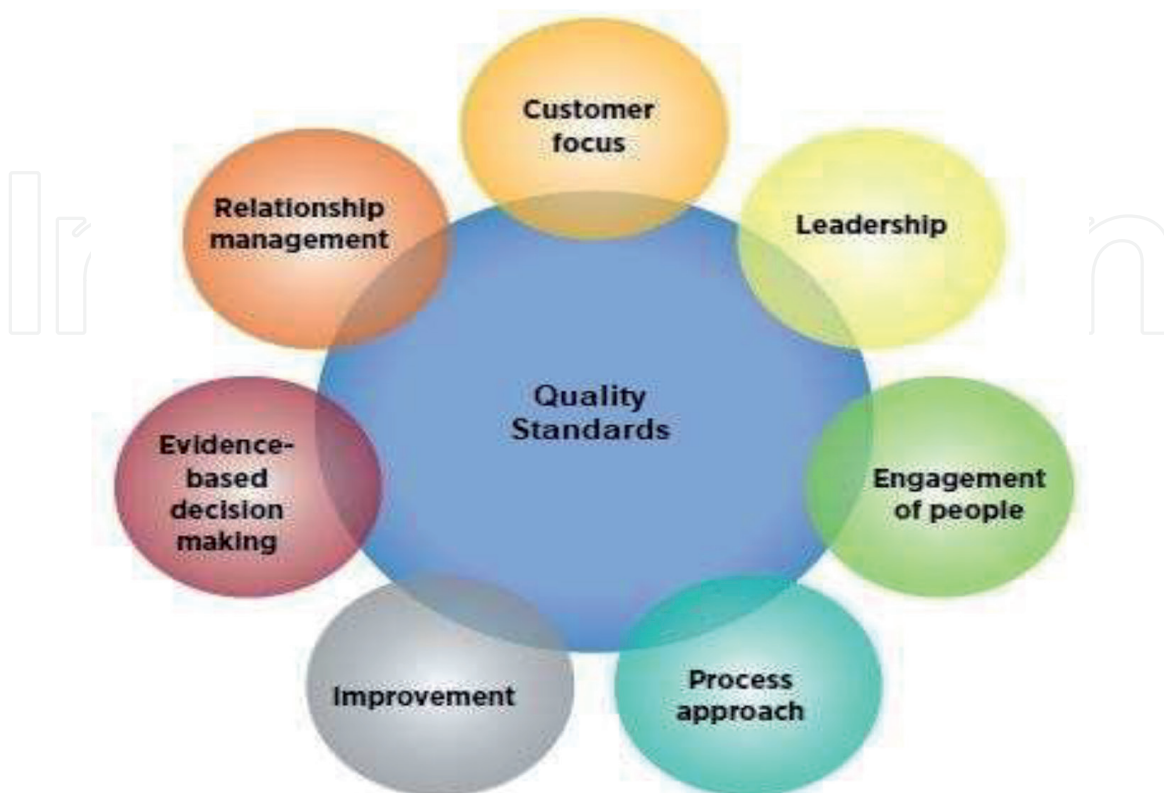 Customer
focus
Leadership
Engagement
of people
Process
approach
Improvement
Evidence-
based
decision
making
Relationship
management
Quality
Standards